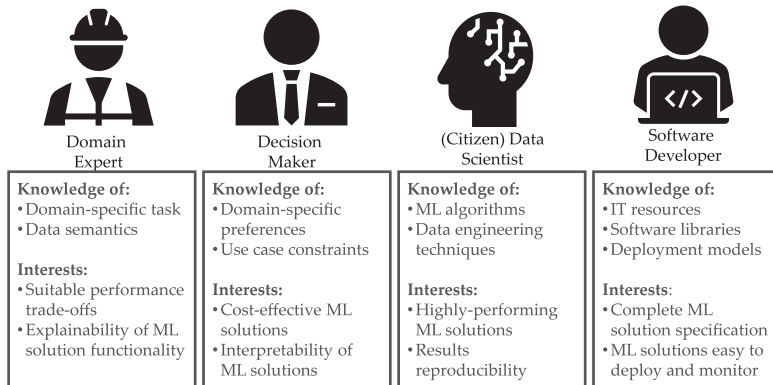 </>
Domain
Expert
Decision
Maker
(Citizen) Data
Scientist
Software
Developer
Knowledge of:
• Domain-specific task
• Data semantics
Interests:
• Suitable performance
trade-offs
• Explainability of ML
solution functionality
Knowledge of:
• Domain-specific
preferences
• Use case constraints
Interests:
• Cost-effective ML
solutions
• Interpretability of
ML solutions
Knowledge of:
• ML algorithms
• Data engineering
techniques
Interests:
• Highly-performing
ML solutions
• Results
reproducibility
Knowledge of:
• IT resources
• Software libraries
• Deployment models
Interests:
• Complete ML
solution specification
• ML solutions easy to
deploy and monitor